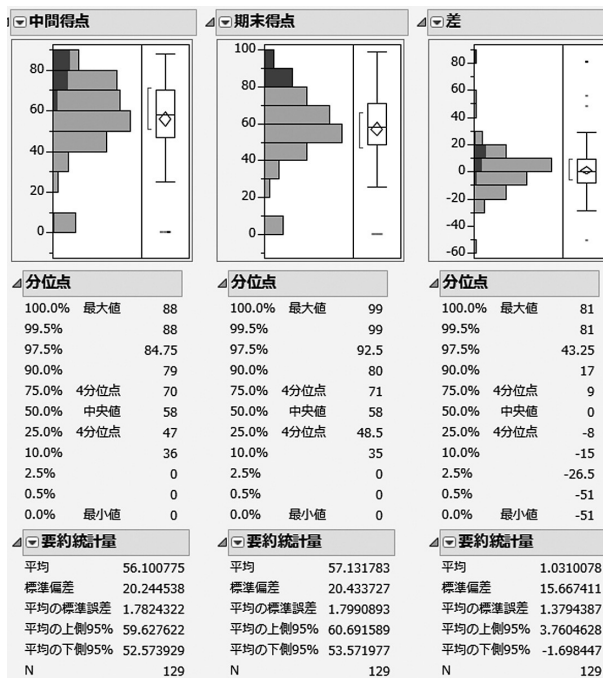 中間得点
80
60
40
20
0
分位点
100.0% 最大値 88
99.5% 88
97.5% 84.75
90.0% 79
75.0% 4分位点 70
50.0% 中央値 58
25.0% 4分位点 47
10.0% 36
2.5% 0
0.5% 0
0.0% 最小値 0
要約統計量
平均 56.100775
標準偏差 20.244538
平均の標準誤差 1.7824322
平均の上側95% 59.627622
平均の下側95% 52.573929
N 129
期末得点
100
80
60
40
20
0
分位点
100.0% 最大値 99
99.5% 99
97.5% 92.5
90.0% 80
75.0% 4分位点 71
50.0% 中央値 58
25.0% 4分位点 48.5
10.0% 35
2.5% 0
0.5% 0
0.0% 最小値 0
要約統計量
平均 57.131783
標準偏差 20.433727
平均の標準誤差 1.7990893
平均の上側95% 60.691589
平均の下側95% 53.571977
N 129
差
80
60
40
20
0
-20
-40
-60
分位点
100.0% 最大値 81
99.5% 81
97.5% 43.25
90.0% 17
75.0% 4分位点 9
50.0% 中央値 0
25.0% 4分位点 -8
10.0% -15
2.5% -26.5
0.5% -51
0.0% 最小値 -51
要約統計量
平均 1.0310078
標準偏差 15.667411
平均の標準誤差 1.3794387
平均の上側95% 3.7604628
平均の下側95% -1.698447
N 129